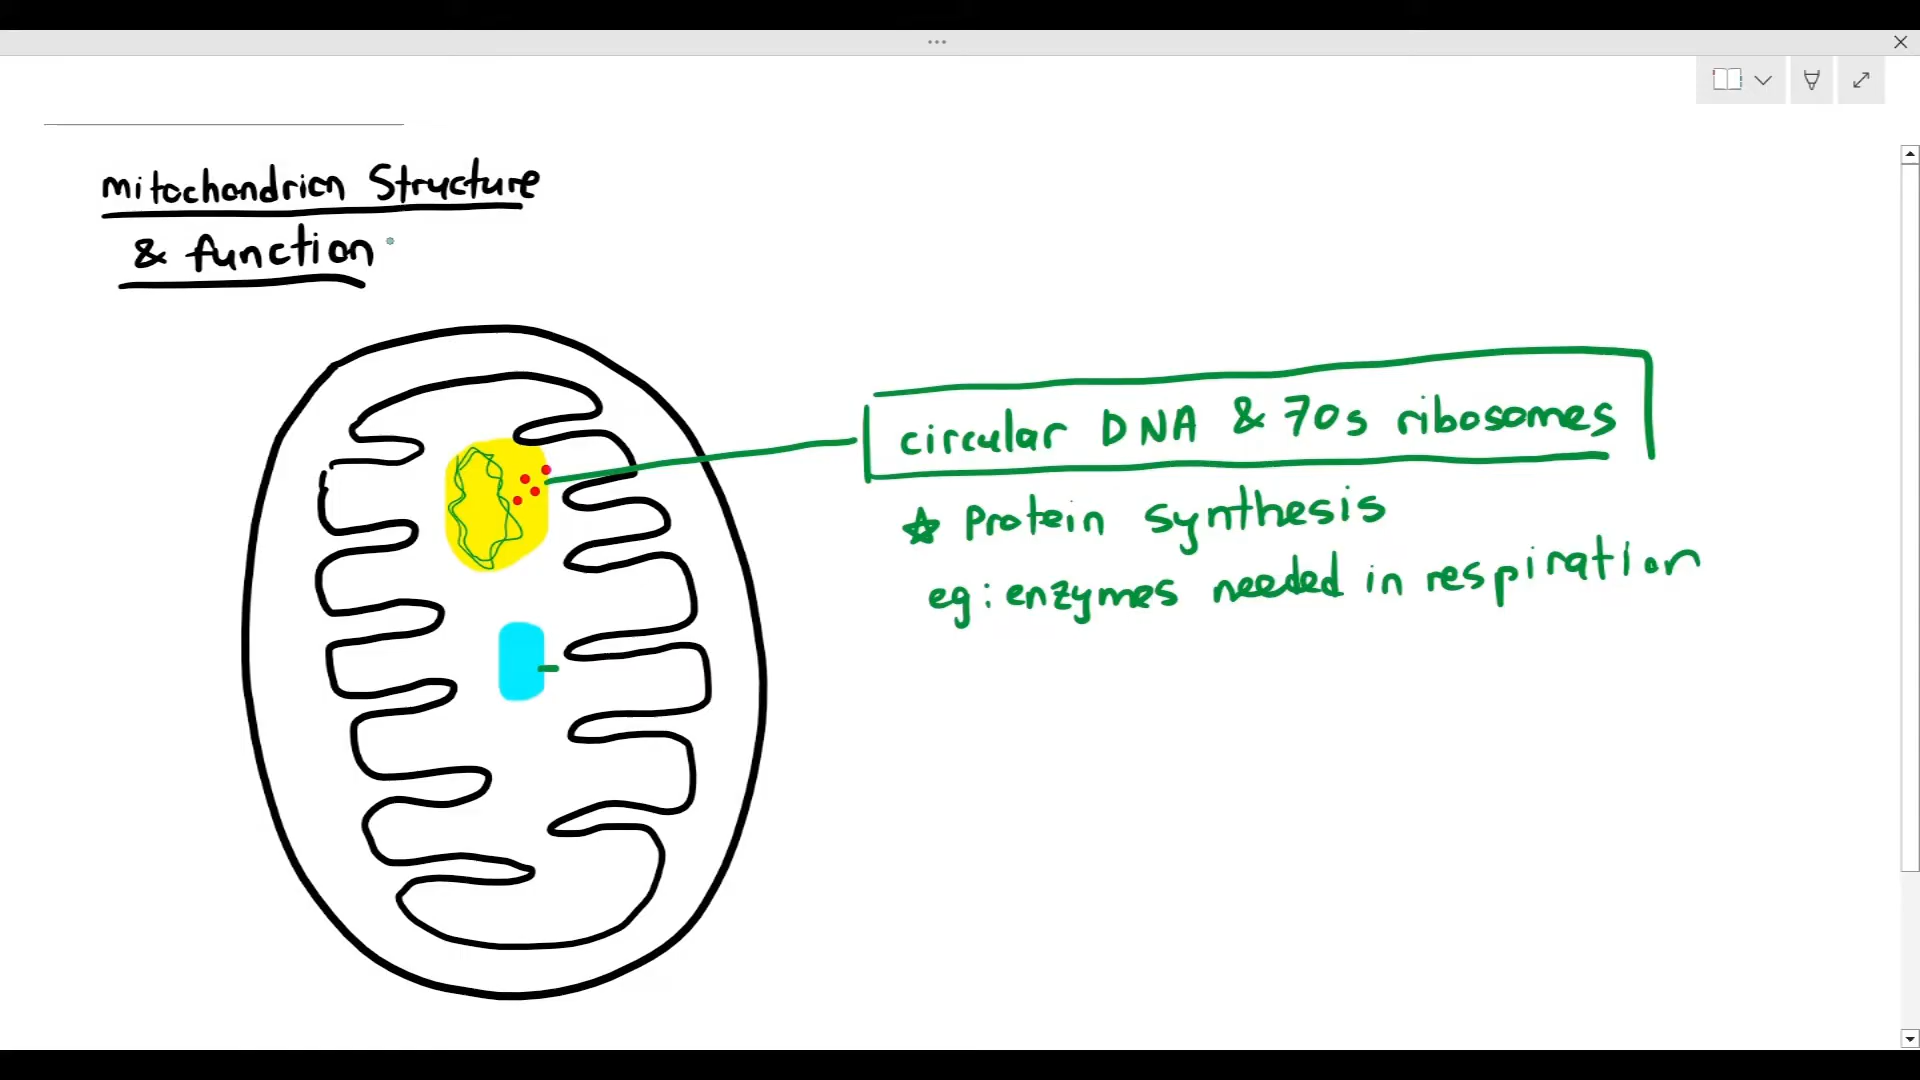 mitochondrion Structure
& function
circular DNA & 70s ribosomes
☆ Protein synthesis
eg: enzymes needed in respiration